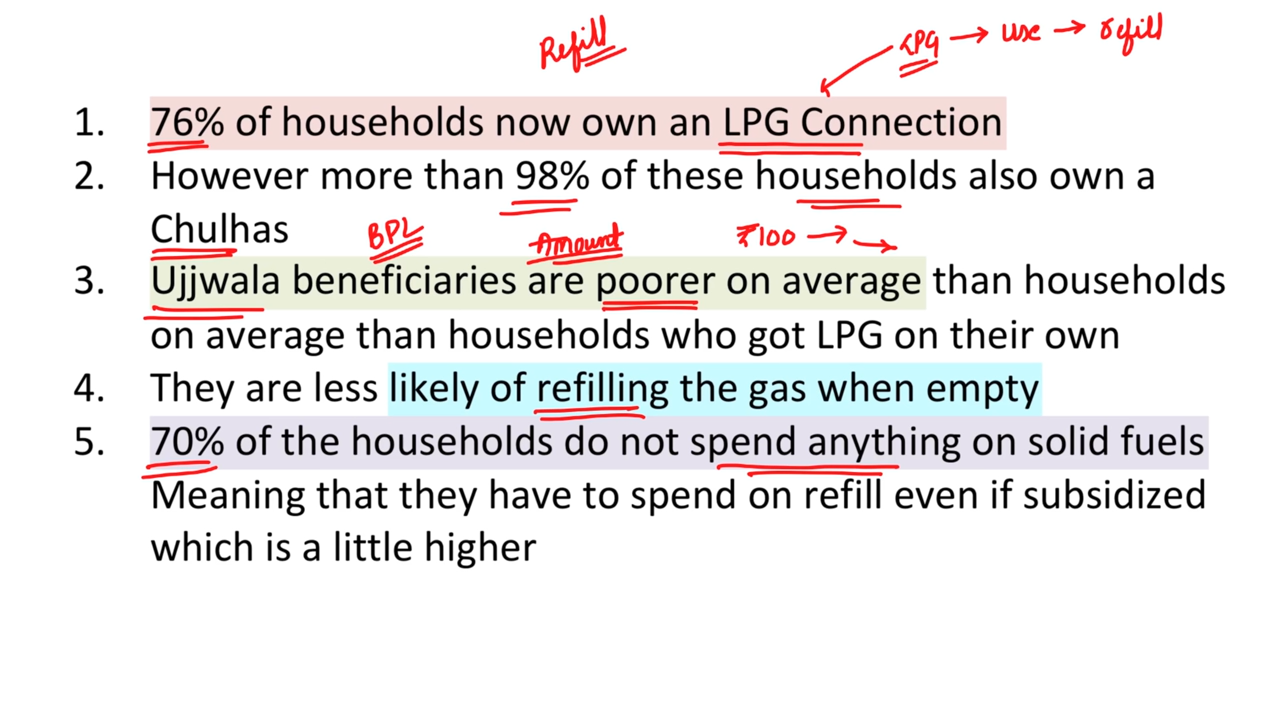 Refill
LPG → use → refill
1. 76% of households now own an LPG Connection
2. However more than 98% of these households also own a
Chulhas
BPL Amount ₹100 →→
3. Ujjwala beneficiaries are poorer on average than households
on average than households who got LPG on their own
4. They are less likely of refilling the gas when empty
5. 70% of the households do not spend anything on solid fuels
Meaning that they have to spend on refill even if subsidized
which is a little higher